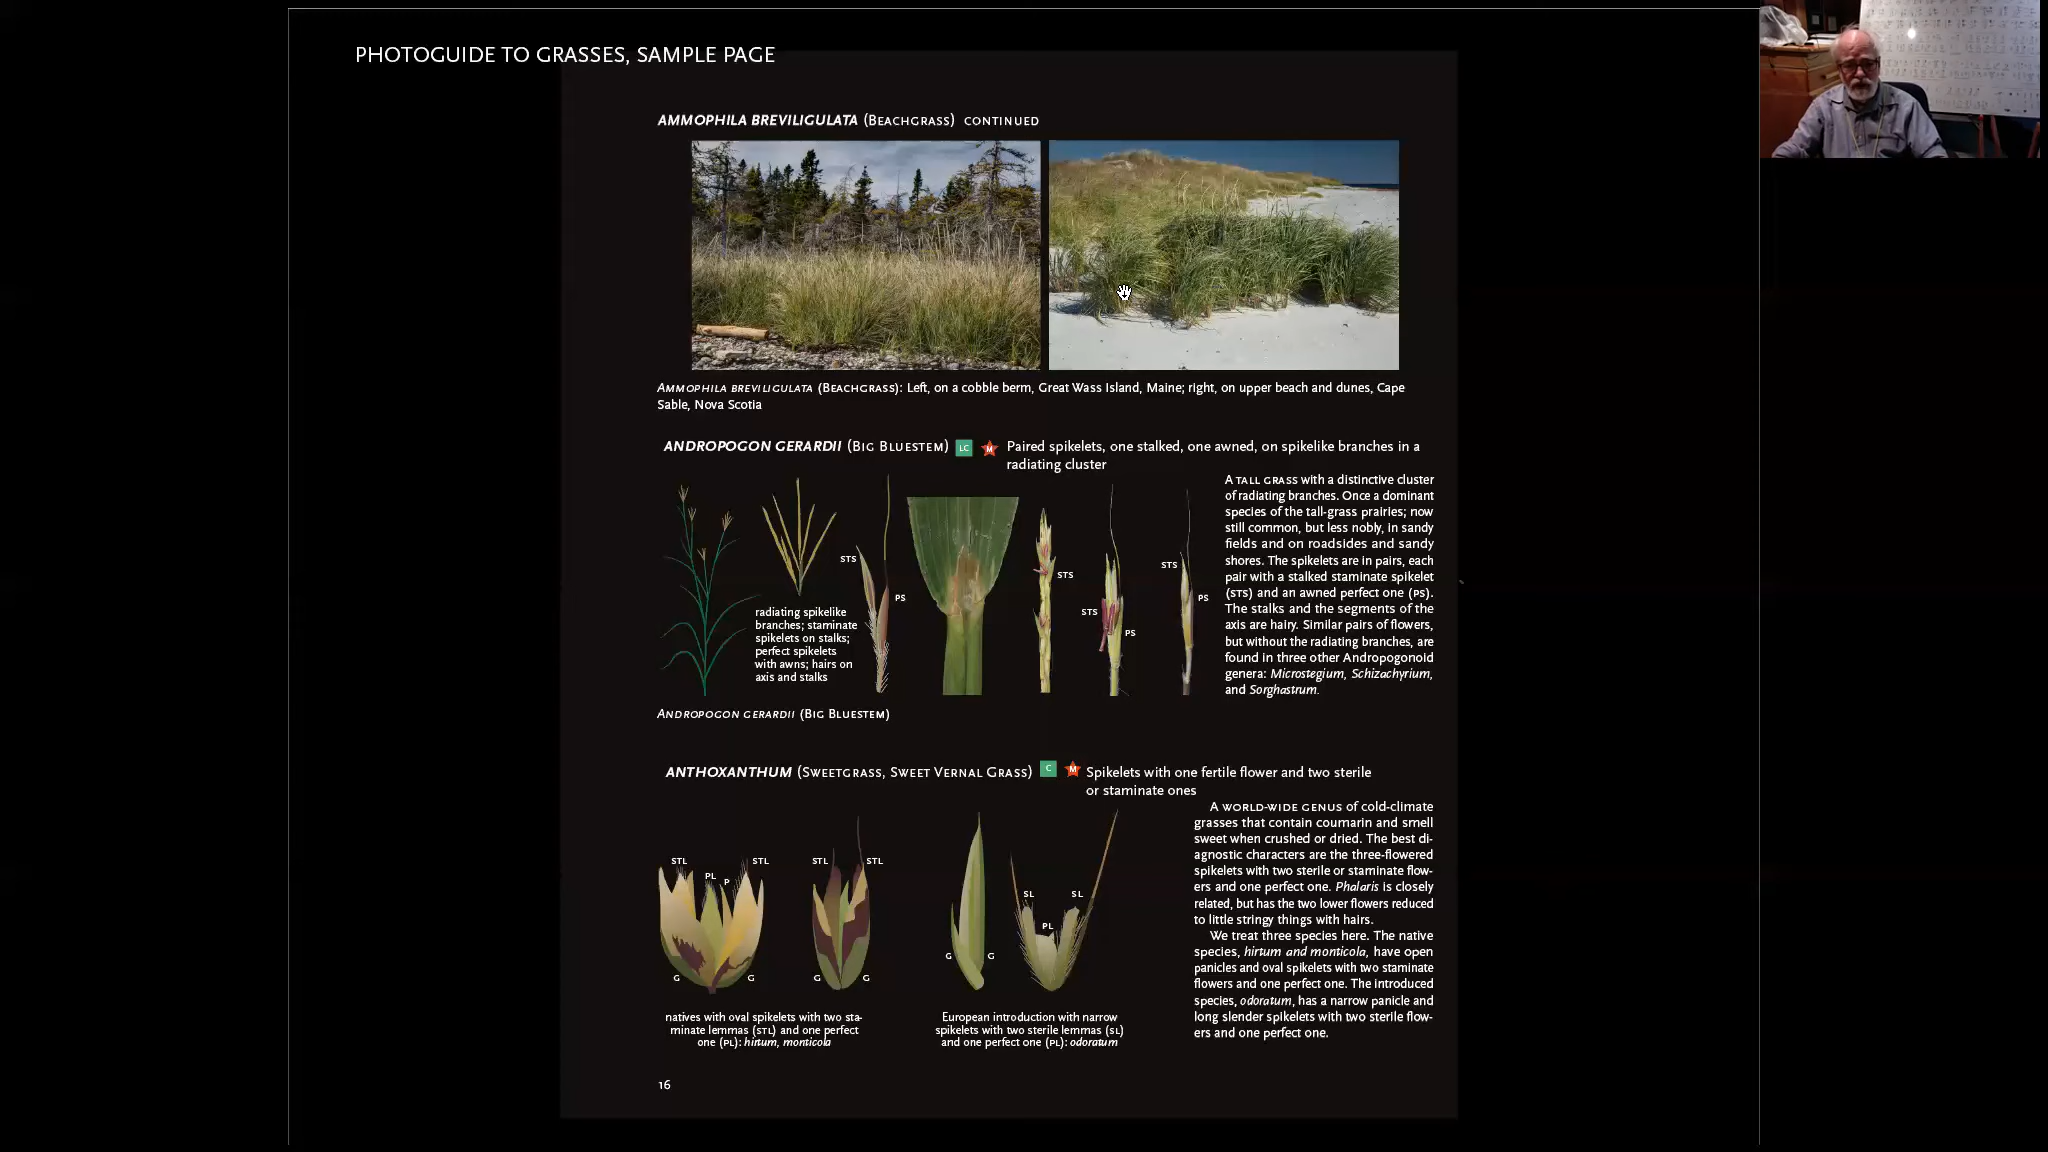 PHOTOGUIDE TO GRASSES, SAMPLE PAGE
AMMOPHILA BREVILIGULATA (BEACHGRASS) CONTINUED
AMMOPHILA BREVILIGULATA (BEACHGRASS): Left, on a cobble berm, Great Wass Island, Maine; right, on upper beach and dunes, Cape
Sable, Nova Scotia
ANDROPOGON GERARDII (BIG BLUESTEM) LC M Paired spikelets, one stalked, one awned, on spikelike branches in a
radiating cluster
STS
PS
radiating spikelike
branches; staminate
spikelets on stalks;
perfect spikelets
with awns; hairs on
axis and stalks
STS
STS
PS
STS
PS
A TALL GRASS with a distinctive cluster
of radiating branches. Once a dominant
species of the tall-grass prairies; now
still common, but less nobly, in sandy
fields and on roadsides and sandy
shores. The spikelets are in pairs, each
pair with a stalked staminate spikelet
(STS) and an awned perfect one (PS).
The stalks and the segments of the
axis are hairy. Similar pairs of flowers,
but without the radiating branches, are
found in three other Andropogonoid
genera: Microstegium, Schizachyrium,
and Sorghastrum.
ANDROPOGON GERARDII (BIG BLUESTEM)
ANTHOXANTHUM (SWEETGRASS, SWEET VERNAL GRASS) C M Spikelets with one fertile flower and two sterile
or staminate ones
STL
PL
P
STL
G
G
STL
STL
G
G
G
G
SL
SL
PL
natives with oval spikelets with two sta-
minate lemmas (STL) and one perfect
one (PL): hirtum, monticola
European introduction with narrow
spikelets with two sterile lemmas (SL)
and one perfect one (PL): odoratum
A WORLD-WIDE GENUS of cold-climate
grasses that contain coumarin and smell
sweet when crushed or dried. The best di-
agnostic characters are the three-flowered
spikelets with two sterile or staminate flow-
ers and one perfect one. Phalaris is closely
related, but has the two lower flowers reduced
to little stringy things with hairs.
We treat three species here. The native
species, hirtum and monticola, have open
panicles and oval spikelets with two staminate
flowers and one perfect one. The introduced
species, odoratum, has a narrow panicle and
long slender spikelets with two sterile flow-
ers and one perfect one.
16